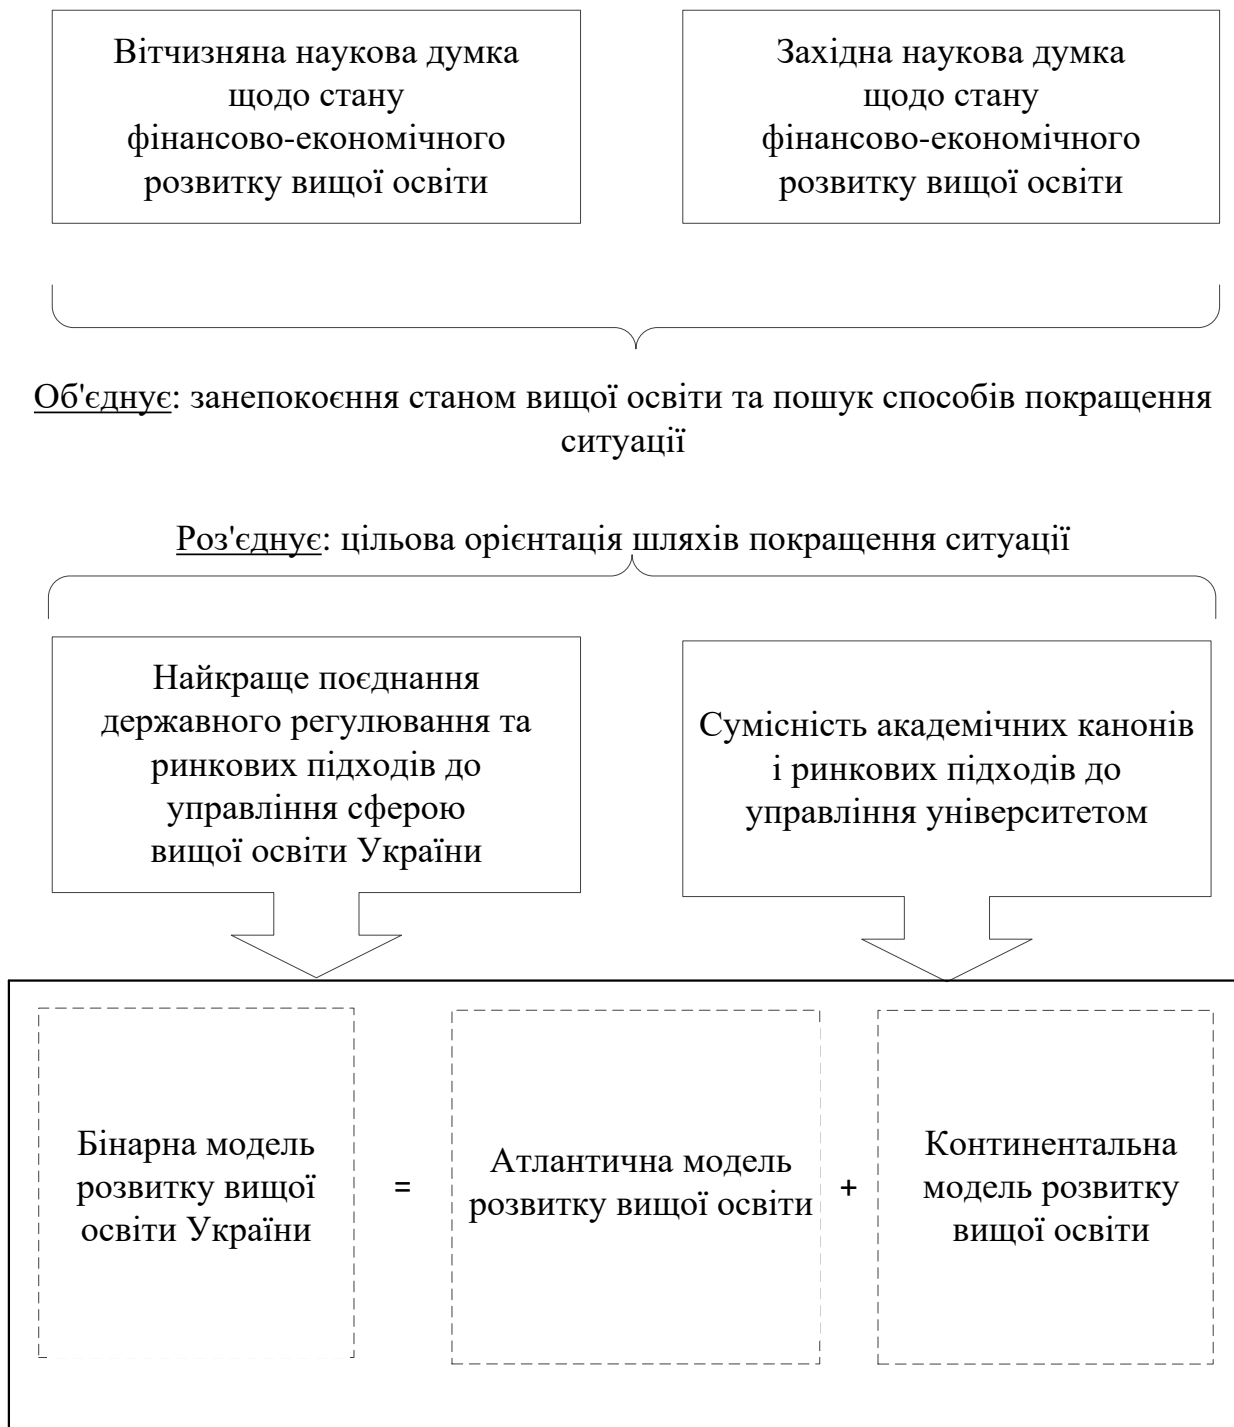 Вітчизняна наукова думка
щодо стану
фінансово-економічного
розвитку вищої освіти
Західна наукова думка
щодо стану
фінансово-економічного
розвитку вищої освіти
Об'єднує: занепокоєння станом вищої освіти та пошук способів покращення
ситуації
Роз'єднує: цільова орієнтація шляхів покращення ситуації
Найкраще поєднання
державного регулювання та
ринкових підходів до
управління сферою
вищої освіти України
Сумісність академічних канонів
і ринкових підходів до
управління університетом
Бінарна модель
розвитку вищої
освіти України
=
Атлантична модель
розвитку вищої освіти
+
Континентальна
модель розвитку
вищої освіти